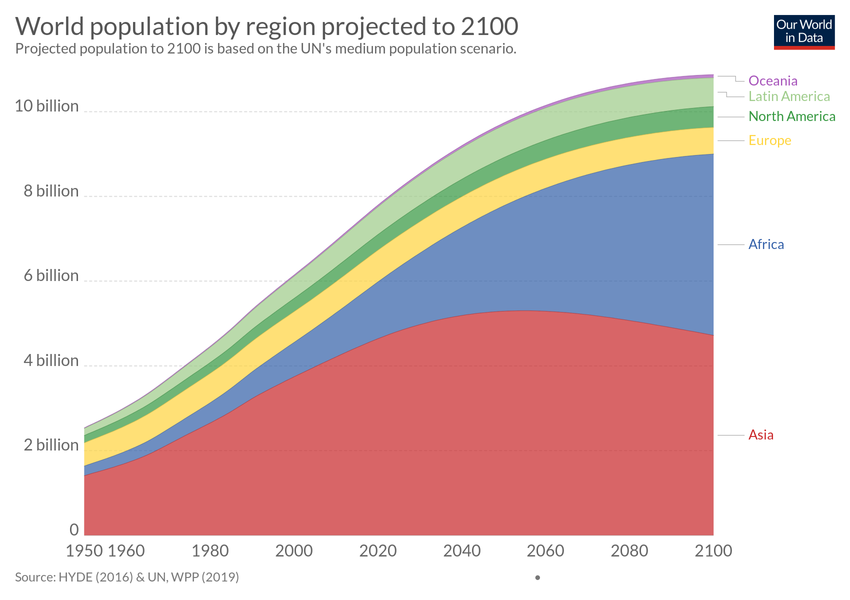 World population by region projected to 2100
Projected population to 2100 is based on the UN's medium population scenario.
Our World
in Data
10 billion
8 billion
6 billion
4 billion
2 billion
0
1950 1960 1980 2000 2020 2040 2060 2080 2100
Oceania
Latin America
North America
Europe
Africa
Asia
Source: HYDE (2016) & UN, WPP (2019)